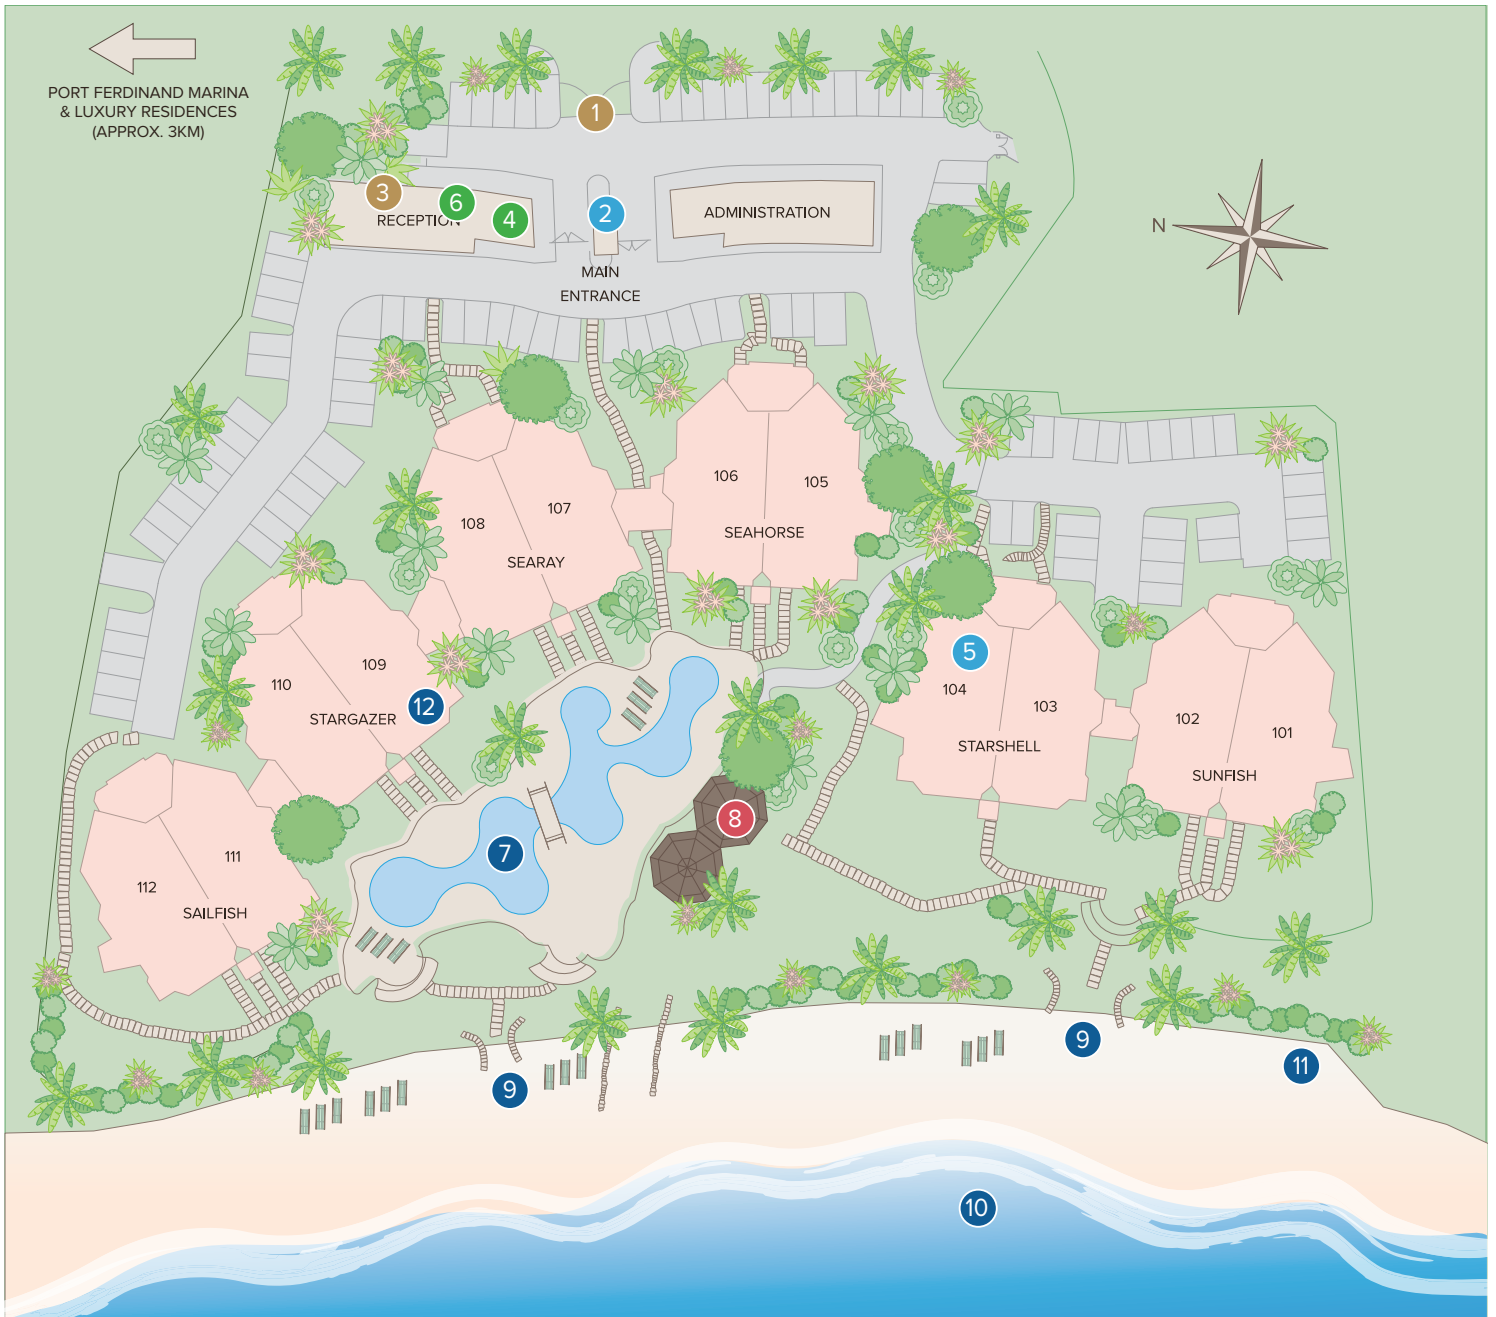 PORT FERDINAND MARINA
& LUXURY RESIDENCES
(APPROX. 3KM)
1
3
RECEPTION
6
4
2
ADMINISTRATION
N
MAIN
ENTRANCE
106
105
SEAHORSE
108
107
SEARAY
5
104
103
STARSHELL
102
101
SUNFISH
110
109
12
STARGAZER
112
111
SAILFISH
7
8
9
9
11
10